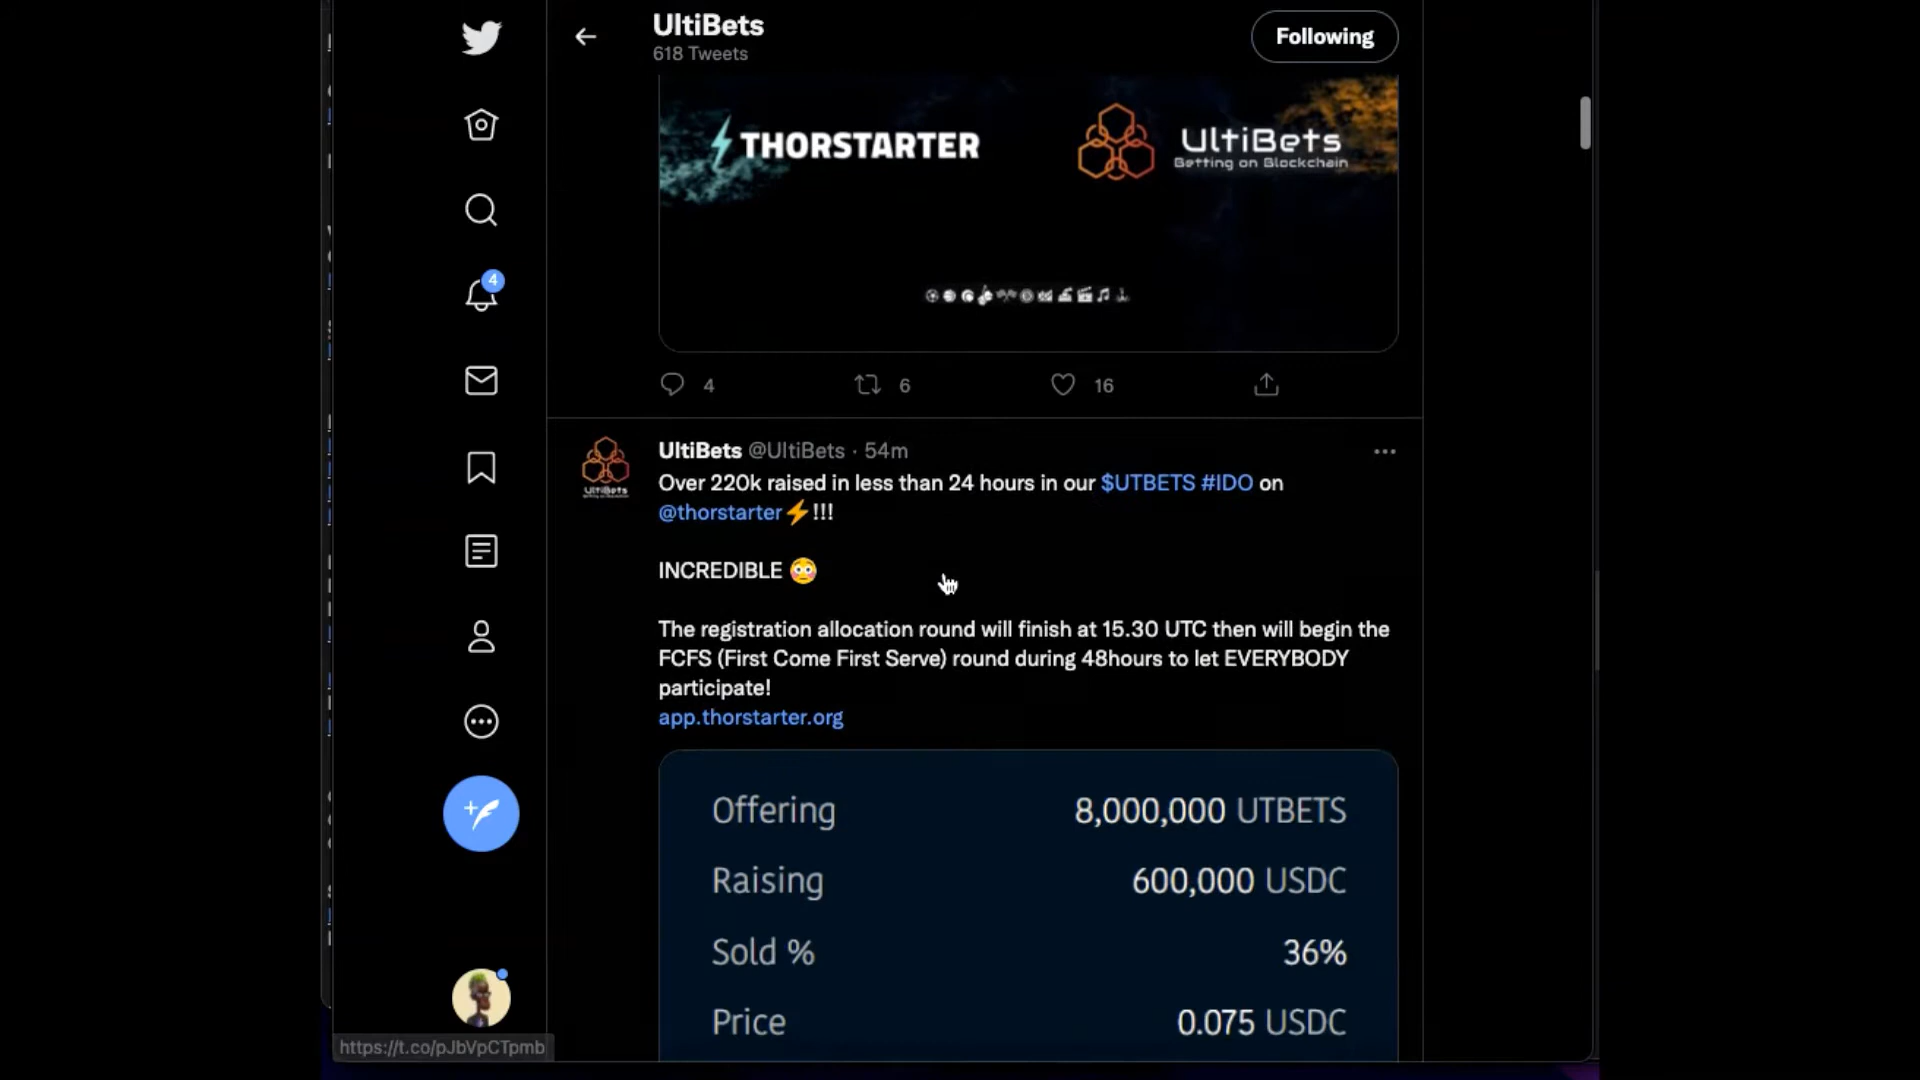 UltiBets
618 Tweets
Following
THORSTARTER
UltiBets
Betting on Blockchain
4
4
6
16
UltiBets @UltiBets · 54m
Over 220k raised in less than 24 hours in our $UTBETS #IDO on
@thorstarter⚡!!!
UltiBets
INCREDIBLE 😳
The registration allocation round will finish at 15.30 UTC then will begin the
FCFS (First Come First Serve) round during 48hours to let EVERYBODY
participate!
app.thorstarter.org
Offering 8,000,000 UTBETS
Raising 600,000 USDC
Sold % 36%
Price 0.075 USDC
https://t.co/pJbVpCTpmb